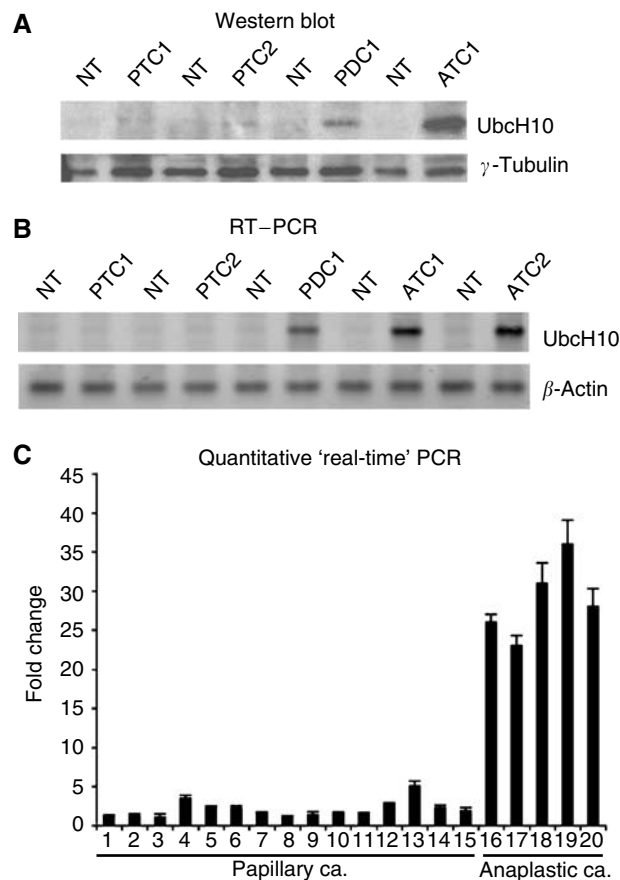 A
Western blot
NT PTC1 NT PTC2 NT PDC1 NT ATC1
UbcH10
γ-Tubulin
B
RT–PCR
NT PTC1 NT PTC2 NT PDC1 NT ATC1 NT ATC2
UbcH10
β-Actin
C
Quantitative ‘real-time’ PCR
Fold change
45
40
35
30
25
20
15
10
5
0
1 2 3 4 5 6 7 8 9 10 11 12 13 14 15 16 17 18 19 20
Papillary ca. Anaplastic ca.